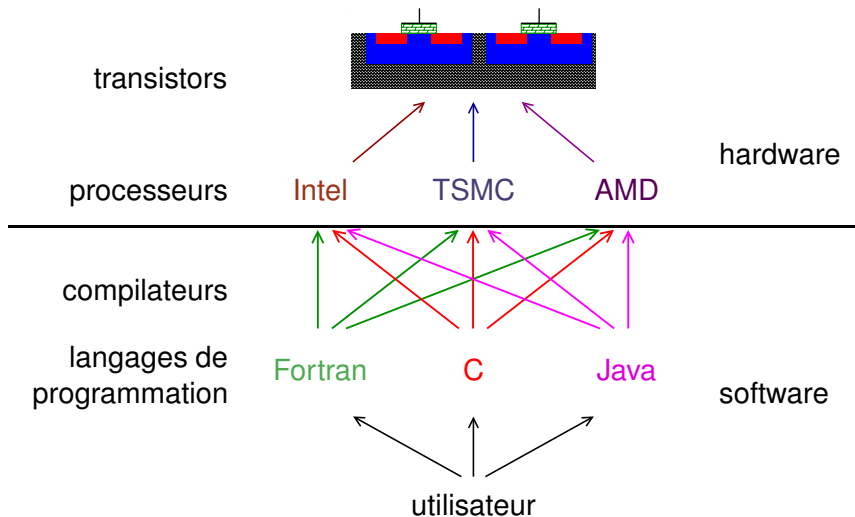 transistors
hardware
processeurs
Intel
TSMC
AMD
compilateurs
langages de
programmation
Fortran
C
Java
software
utilisateur